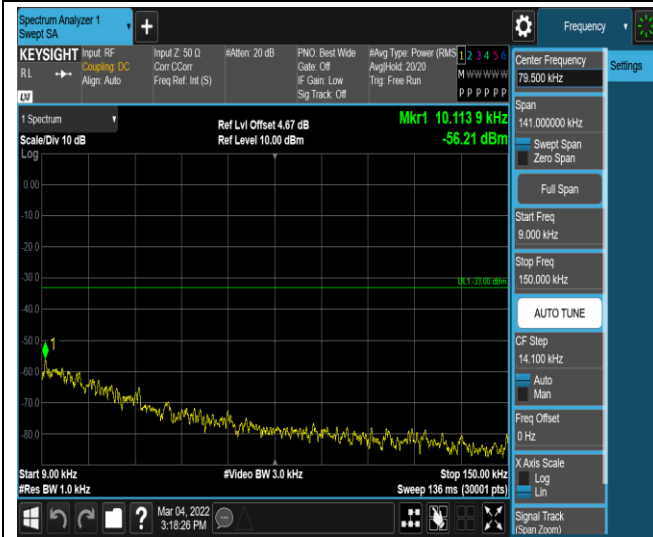 Spectrum Analyzer 1
Swept SA
Frequency
KEYSIGHT
RL
LXI
Input: RF
Coupling: DC
Align: Auto
Input Z: 50 Ω
Corr CCorr
Freq Ref: Int (S)
#Atten: 20 dB
PNO: Best Wide
Gate: Off
IF Gain: Low
Sig Track: Off
#Avg Type: Power (RMS
Avg|Hold: 20/20
Trig: Free Run
1 2 3 4 5 6
M W W W W W
P P P P P P
1 Spectrum
Scale/Div 10 dB
Ref Lvl Offset 4.67 dB
Ref Level 10.00 dBm
Mkr1 10.113 9 kHz
-56.21 dBm
Log
0.00
-10.0
-20.0
-30.0
-40.0
-50.0
-60.0
-70.0
-80.0
DL1 -33.00 dBm
1
Start 9.00 kHz
#Res BW 1.0 kHz
#Video BW 3.0 kHz
Stop 150.00 kHz
Sweep 136 ms (30001 pts)
Mar 04, 2022
3:18:26 PM
Center Frequency
79.500 kHz
Settings
Span
141.000000 kHz
Swept Span
Zero Span
Full Span
Start Freq
9.000 kHz
Stop Freq
150.000 kHz
AUTO TUNE
CF Step
14.100 kHz
Auto
Man
Freq Offset
0 Hz
X Axis Scale
Log
Lin
Signal Track
(Span Zoom)